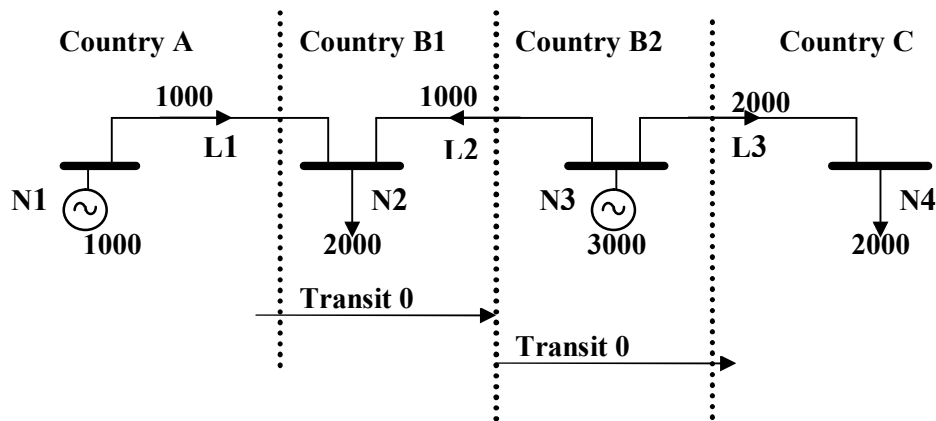 Country A Country B1 Country B2 Country C
1000 1000 2000
L1 L2 L3
N1 N2 N3 N4
1000 2000 3000 2000
Transit 0
Transit 0